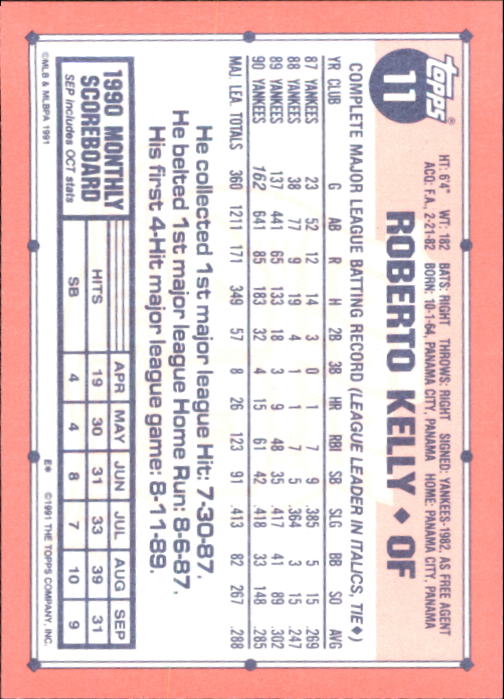 topps®
11
HT: 6'4" WT: 182 BATS: RIGHT THROWS: RIGHT SIGNED: YANKEES-1982, AS FREE AGENT
ACQ: F.A., 2-21-82 BORN: 10-1-64, PANAMA CITY, PANAMA HOME: PANAMA CITY, PANAMA
ROBERTO KELLY ◆ OF
COMPLETE MAJOR LEAGUE BATTING RECORD (LEAGUE LEADER IN ITALICS, TIE◆)
YR CLUB G AB R H 2B 3B HR RBI SB SLG BB SO AVG
87 YANKEES 23 52 12 14 3 0 1 7 9 .385 5 15 .269
88 YANKEES 38 77 9 19 4 1 1 7 5 .364 3 15 .247
89 YANKEES 137 441 65 133 18 3 9 48 35 .417 41 89 .302
90 YANKEES 162 641 85 183 32 4 15 61 42 .418 33 148 .285
MAJ. LEA. TOTALS 360 1211 171 349 57 8 26 123 91 .413 82 267 .288
He collected 1st major league Hit: 7-30-87.
He belted 1st major league Home Run: 8-6-87.
His first 4-Hit major league game: 8-11-89.
1990 MONTHLY
SCOREBOARD
SEP includes OCT stats
APR MAY JUN JUL AUG SEP
HITS 19 30 31 33 39 31
SB 4 4 8 7 10 9
©MLB & MLBPA 1991
E* ©1991 THE TOPPS COMPANY, INC.